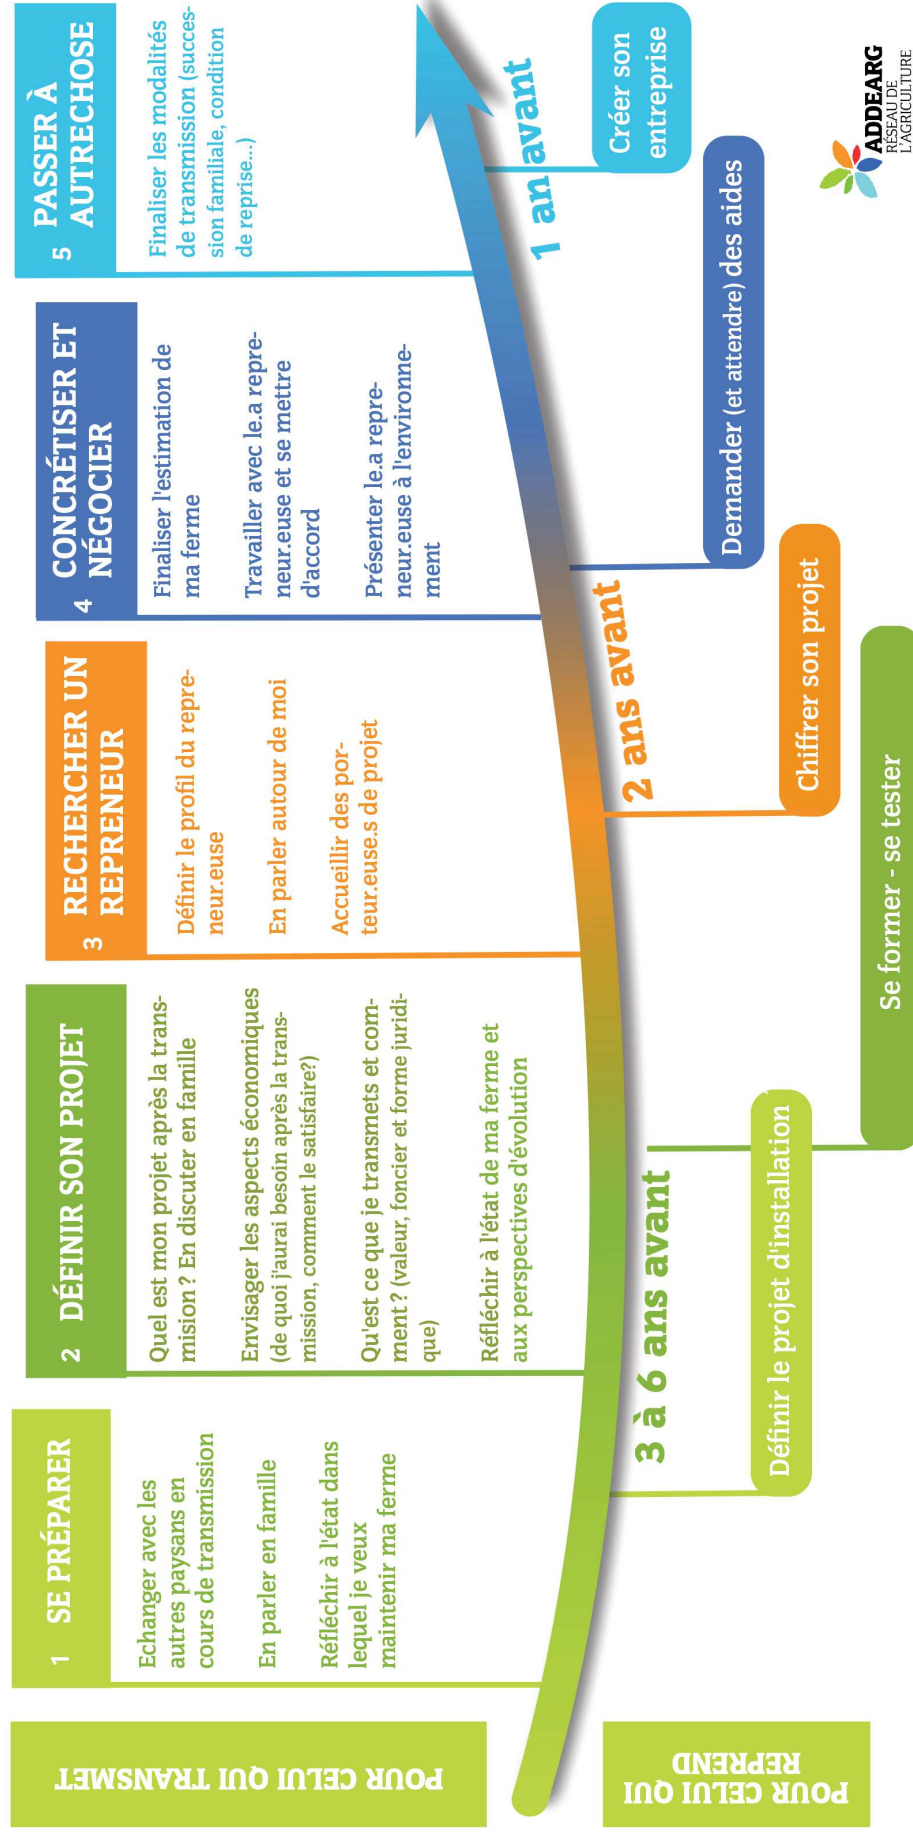 POUR CELUI QUI TRANSMET
1 SE PRÉPARER
Echanger avec les
autres paysans en
cours de transmission
En parler en famille
Réfléchir à l'état dans
lequel je veux
maintenir ma ferme
2 DÉFINIR SON PROJET
Quel est mon projet après la trans-
mision ? En discuter en famille
Envisager les aspects économiques
(de quoi j'aurai besoin après la trans-
mission, comment le satisfaire?)
Qu'est ce que je transmets et com-
ment ? (valeur, foncier et forme juridi-
que)
Réfléchir à l'état de ma ferme et
aux perspectives d'évolution
3 RECHERCHER UN
REPRENEUR
Définir le profil du repre-
neur.euse
En parler autour de moi
Accueillir des por-
teur.euse.s de projet
4 CONCRÉTISER ET
NÉGOCIER
Finaliser l'estimation de
ma ferme
Travailler avec le.a repre-
neur.euse et se mettre
d'accord
Présenter le.a repre-
neur.euse à l'environne-
ment
5 PASSER À
AUTRECHOSE
Finaliser les modalités
de transmission (succes-
sion familiale, condition
de reprise...)
3 à 6 ans avant
2 ans avant
1 an avant
POUR CELUI QUI
REPREND
Définir le projet d'installation
Se former - se tester
Chiffrer son projet
Demander (et attendre) des aides
Créer son
entreprise
ADDEARG
RÉSEAU DE
L'AGRICULTURE